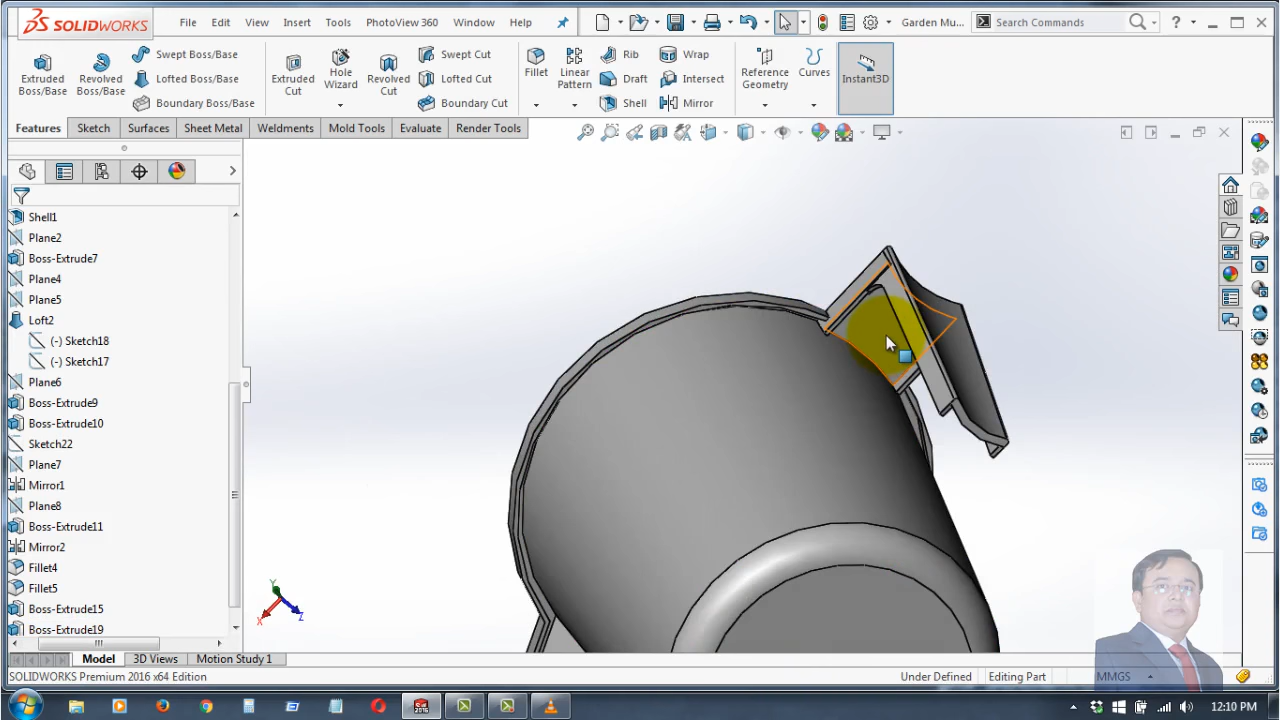 SOLIDWORKS File Edit View Insert Tools PhotoView 360 Window Help Garden Mu... Search Commands ?
Extruded Boss/Base
Revolved Boss/Base
Swept Boss/Base
Lofted Boss/Base
Boundary Boss/Base
Extruded Cut
Hole Wizard
Revolved Cut
Swept Cut
Lofted Cut
Boundary Cut
Fillet
Linear Pattern
Rib
Draft
Shell
Wrap
Intersect
Mirror
Reference Geometry
Curves
Instant3D
Features Sketch Surfaces Sheet Metal Weldments Mold Tools Evaluate Render Tools
Shell1
Plane2
Boss-Extrude7
Plane4
Plane5
Loft2
(-) Sketch18
(-) Sketch17
Plane6
Boss-Extrude9
Boss-Extrude10
Sketch22
Plane7
Mirror1
Plane8
Boss-Extrude11
Mirror2
Fillet4
Fillet5
Boss-Extrude15
Boss-Extrude19
Y
X
Z
Model 3D Views Motion Study 1
SOLIDWORKS Premium 2016 x64 Edition Under Defined Editing Part MMGS
2016
12:10 PM